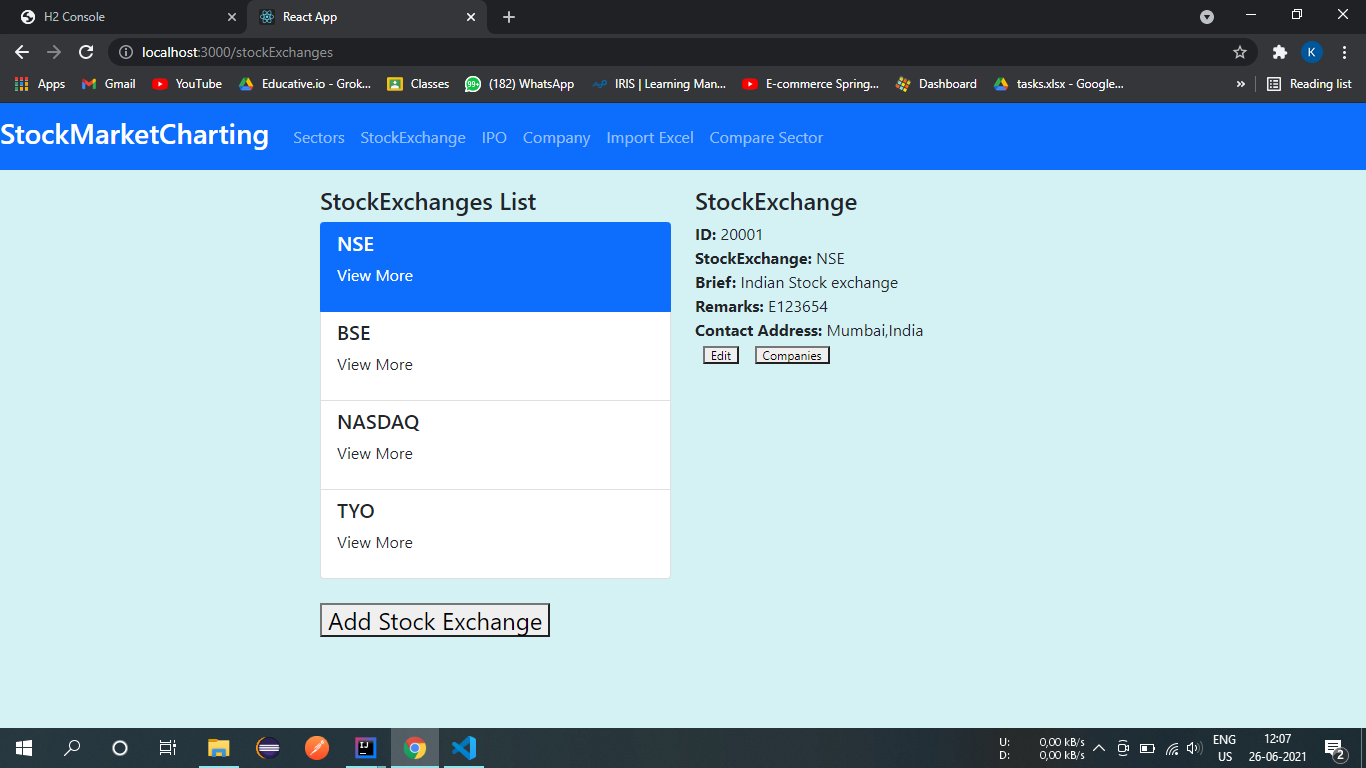 H2 Console
React App
localhost:3000/stockExchanges
K
Apps
Gmail
YouTube
Educative.io - Grok...
Classes
99+
(182) WhatsApp
IRIS | Learning Man...
E-commerce Spring...
Dashboard
tasks.xlsx - Google...
»
Reading list
StockMarketCharting
Sectors
StockExchange
IPO
Company
Import Excel
Compare Sector
StockExchanges List
NSE
View More
BSE
View More
NASDAQ
View More
TYO
View More
Add Stock Exchange
StockExchange
ID: 20001
StockExchange: NSE
Brief: Indian Stock exchange
Remarks: E123654
Contact Address: Mumbai,India
Edit
Companies
IJ
U: 0,00 kB/s
D: 0,00 kB/s
ENG
US
12:07
26-06-2021
2